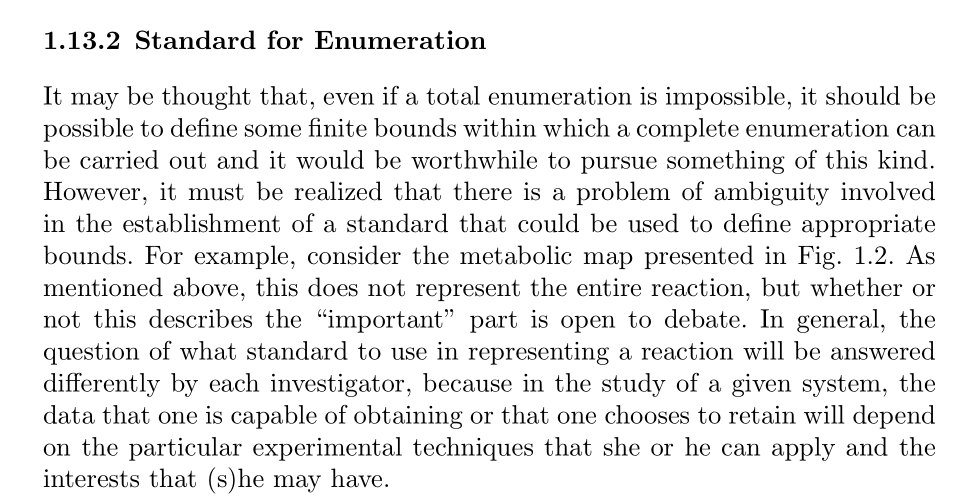 1.13.2 Standard for Enumeration
It may be thought that, even if a total enumeration is impossible, it should be
possible to define some finite bounds within which a complete enumeration can
be carried out and it would be worthwhile to pursue something of this kind.
However, it must be realized that there is a problem of ambiguity involved
in the establishment of a standard that could be used to define appropriate
bounds. For example, consider the metabolic map presented in Fig. 1.2. As
mentioned above, this does not represent the entire reaction, but whether or
not this describes the “important” part is open to debate. In general, the
question of what standard to use in representing a reaction will be answered
differently by each investigator, because in the study of a given system, the
data that one is capable of obtaining or that one chooses to retain will depend
on the particular experimental techniques that she or he can apply and the
interests that (s)he may have.